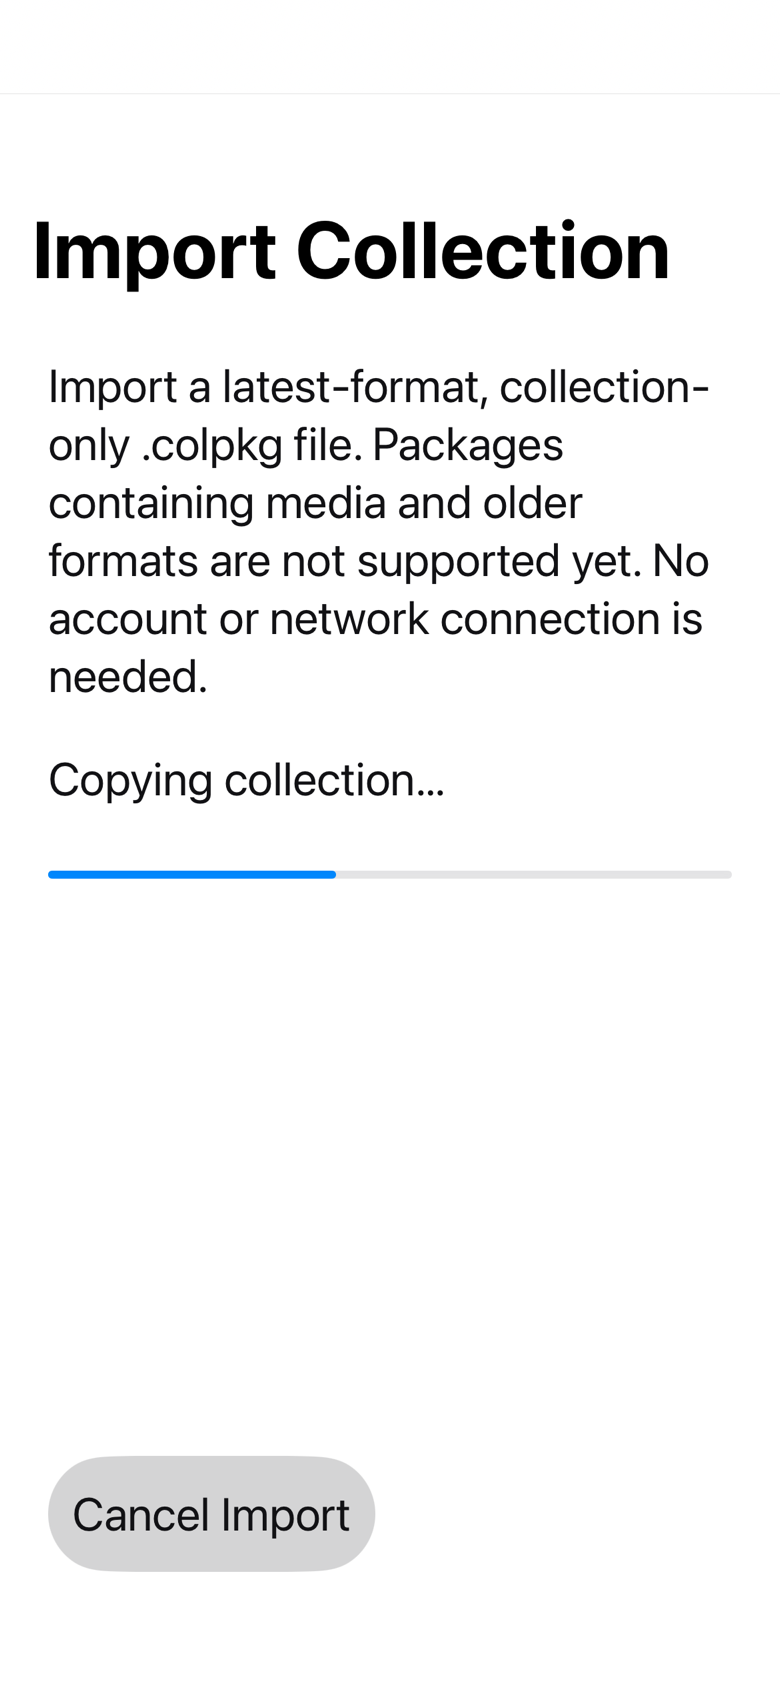 Import Collection
Import a latest-format, collection-
only .colpkg file. Packages
containing media and older
formats are not supported yet. No
account or network connection is
needed.
Copying collection…
Cancel Import